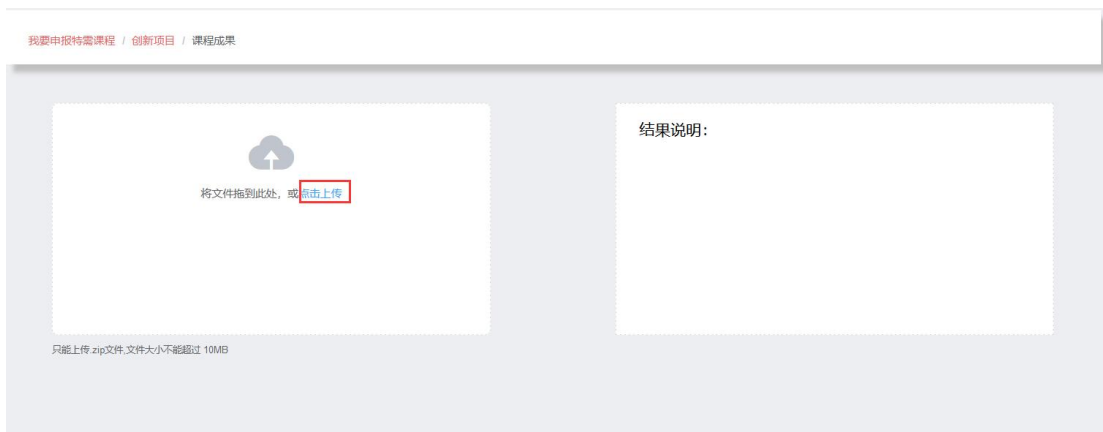 我要申报特需课程 / 创新项目 / 课程成果
将文件拖到此处，或点击上传
结果说明：
只能上传.zip文件,文件大小不能超过 10MB